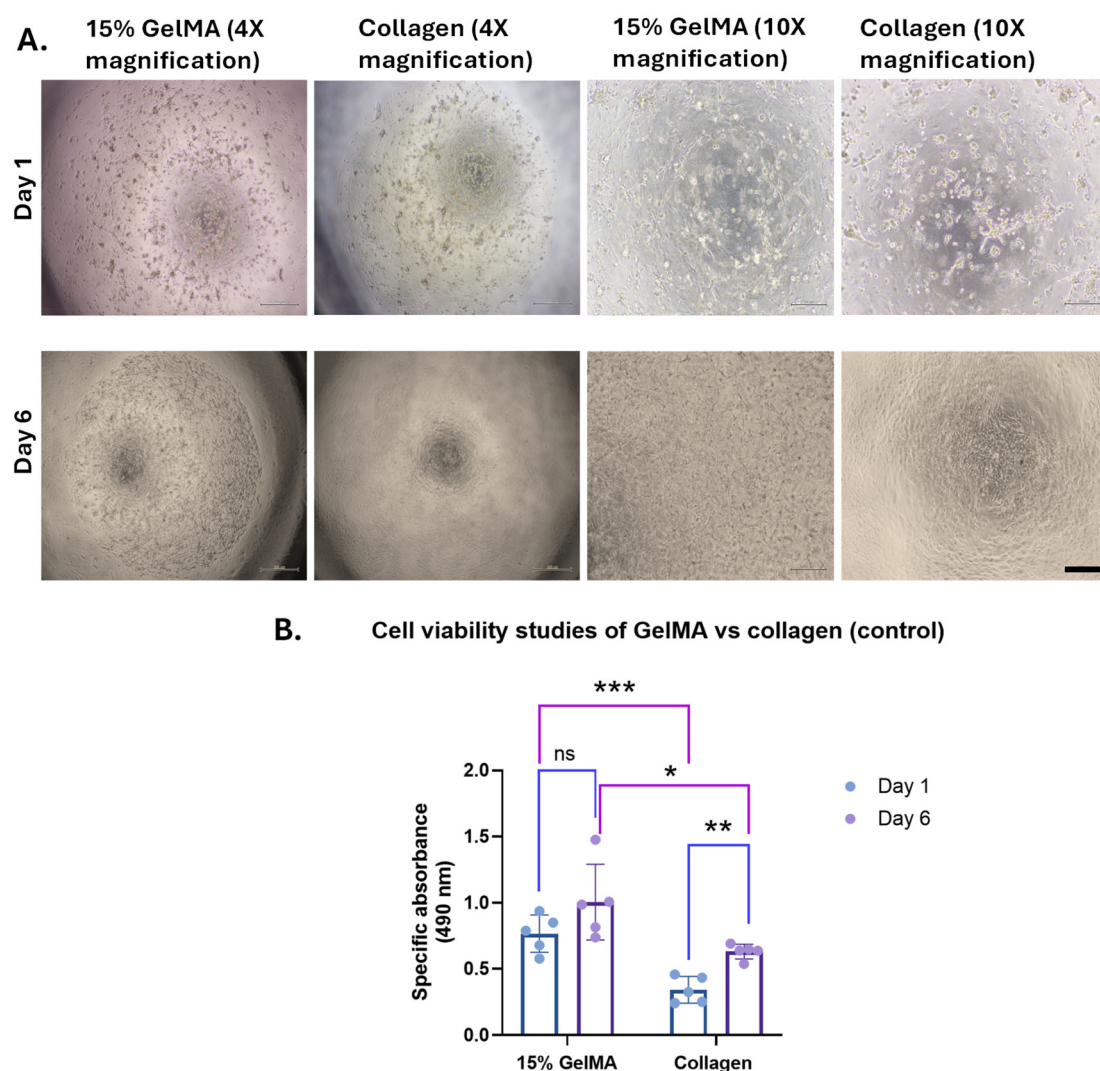 A.
15% GelMA (4X
magnification)
Collagen (4X
magnification)
15% GelMA (10X
magnification)
Collagen (10X
magnification)
Day 1
Day 6
B.
Cell viability studies of GelMA vs collagen (control)
***
ns
*
**
2.0
1.5
1.0
0.5
0.0
Specific absorbance
(490 nm)
Day 1
Day 6
15% GelMA
Collagen